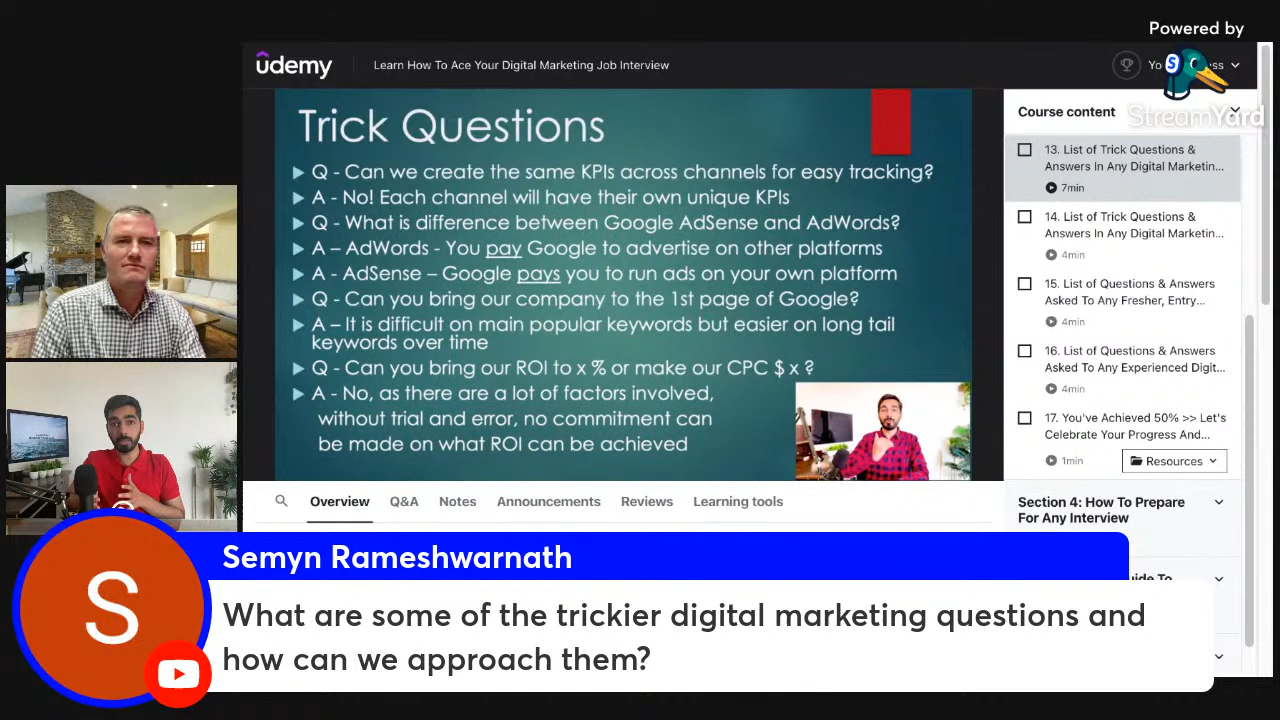 Powered by
StreamYard
udemy
Learn How To Ace Your Digital Marketing Job Interview
Trick Questions
Q - Can we create the same KPIs across channels for easy tracking?
A - No! Each channel will have their own unique KPIs
Q - What is difference between Google AdSense and AdWords?
A – AdWords - You pay Google to advertise on other platforms
A - AdSense – Google pays you to run ads on your own platform
Q - Can you bring our company to the 1st page of Google?
A – It is difficult on main popular keywords but easier on long tail
keywords over time
Q - Can you bring our ROI to x % or make our CPC $ x ?
A - No, as there are a lot of factors involved,
without trial and error, no commitment can
be made on what ROI can be achieved
Course content
13. List of Trick Questions &
Answers In Any Digital Marketin...
7min
14. List of Trick Questions &
Answers In Any Digital Marketin...
4min
15. List of Questions & Answers
Asked To Any Fresher, Entry...
4min
16. List of Questions & Answers
Asked To Any Experienced Digit...
4min
17. You've Achieved 50% >> Let's
Celebrate Your Progress And...
1min
Resources
Section 4: How To Prepare
For Any Interview
Overview
Q&A
Notes
Announcements
Reviews
Learning tools
S
Semyn Rameshwarnath
What are some of the trickier digital marketing questions and
how can we approach them?